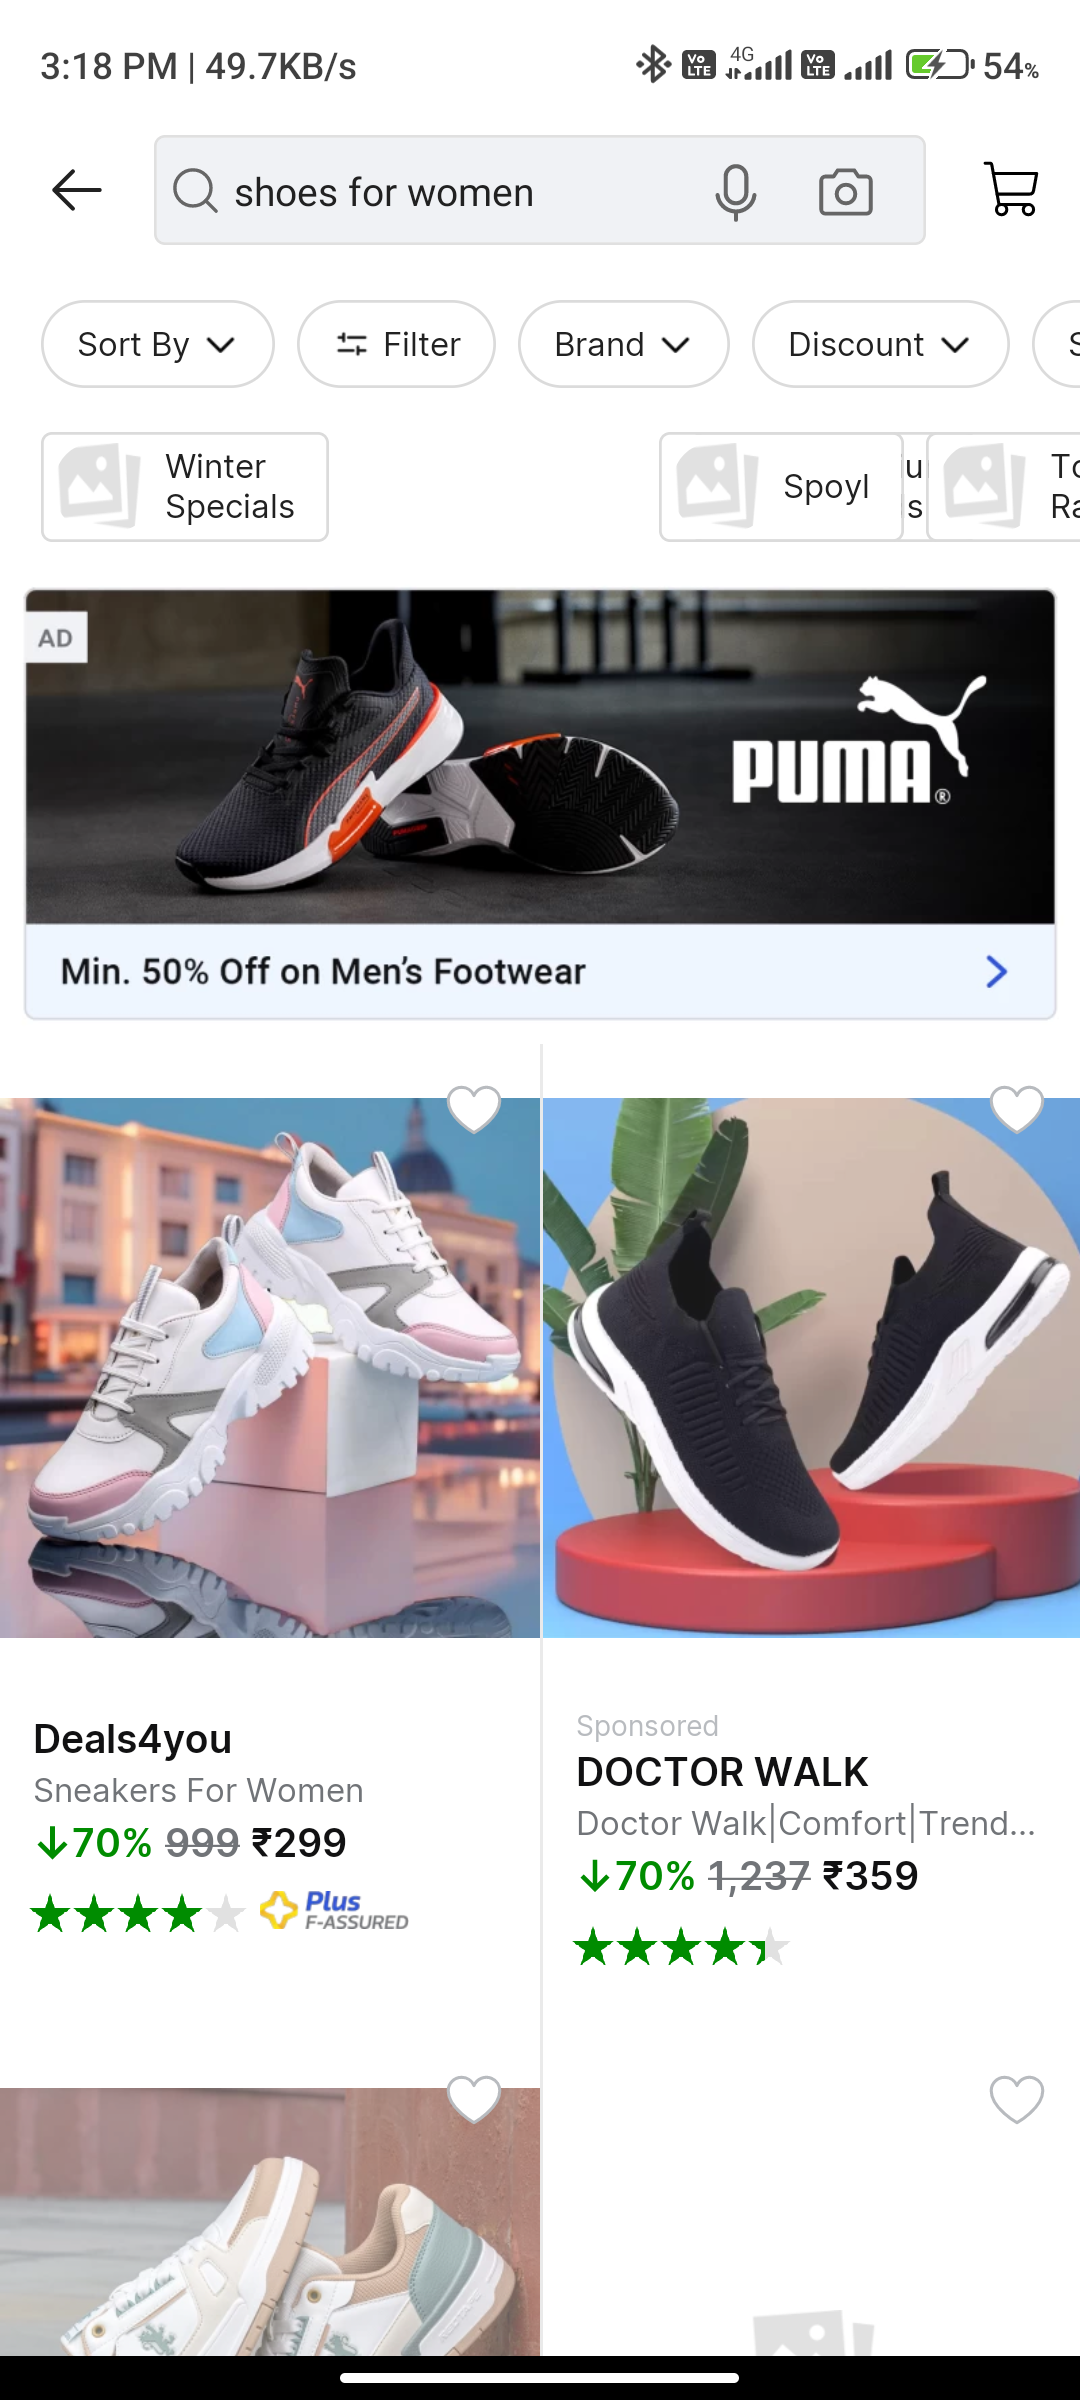 3:18 PM | 49.7KB/s
4G
54%
shoes for women
Sort By
Filter
Brand
Discount
Winter
Specials
Spoyl
AD
PUMA®
Min. 50% Off on Men's Footwear
Deals4you
Sneakers For Women
↓70% 999 ₹299
Plus
F-ASSURED
Sponsored
DOCTOR WALK
Doctor Walk|Comfort|Trend...
↓70% 1,237 ₹359